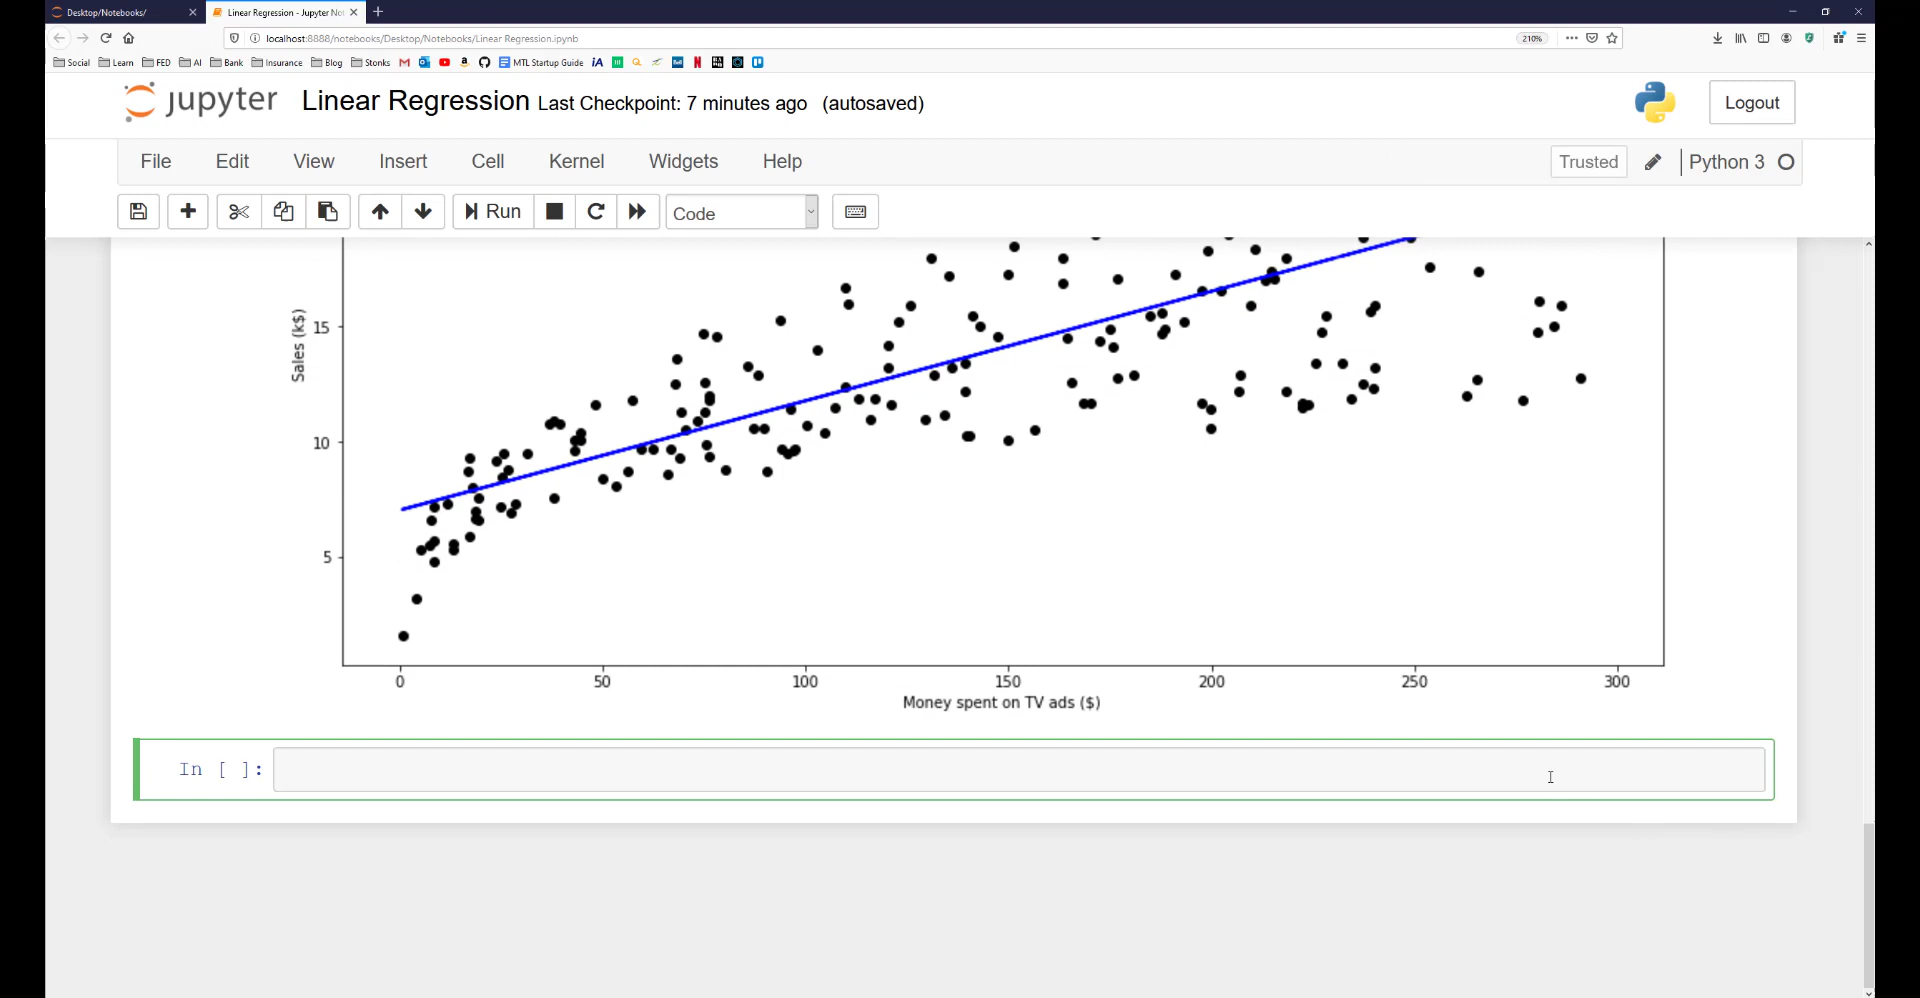 Desktop/Notebooks/
Linear Regression - Jupyter No
localhost:8888/notebooks/Desktop/Notebooks/Linear Regression.ipynb
210%
Social Learn FED AI Bank Insurance Blog Stonks MTL Startup Guide iA
jupyter Linear Regression Last Checkpoint: 7 minutes ago (autosaved)
Logout
File Edit View Insert Cell Kernel Widgets Help
Trusted
Python 3
Run
Code
Sales (k$)
15
10
5
0 50 100 150 200 250 300
Money spent on TV ads ($)
In [ ]: